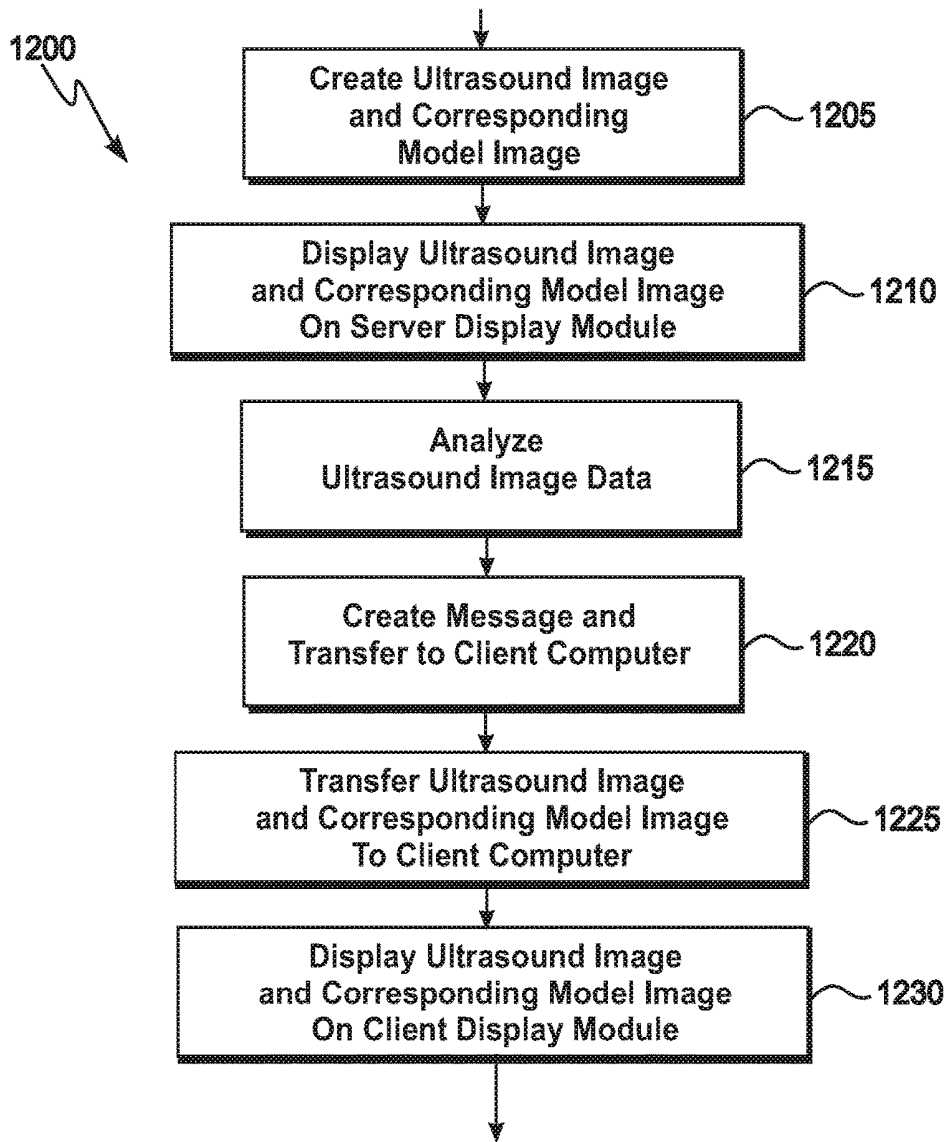 1200
Create Ultrasound Image
and Corresponding
Model Image
1205
Display Ultrasound Image
and Corresponding Model Image
On Server Display Module
1210
Analyze
Ultrasound Image Data
1215
Create Message and
Transfer to Client Computer
1220
Transfer Ultrasound Image
and Corresponding Model Image
To Client Computer
1225
Display Ultrasound Image
and Corresponding Model Image
On Client Display Module
1230